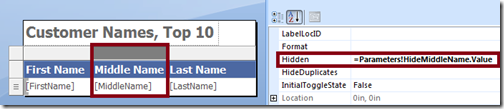 Customer Names, Top 10
First Name Middle Name Last Name
[FirstName] [MiddleName] [LastName]
LabelLocID
Format
Hidden =Parameters!HideMiddleName.Value
HideDuplicates
InitialToggleState False
Location 0in, 0in